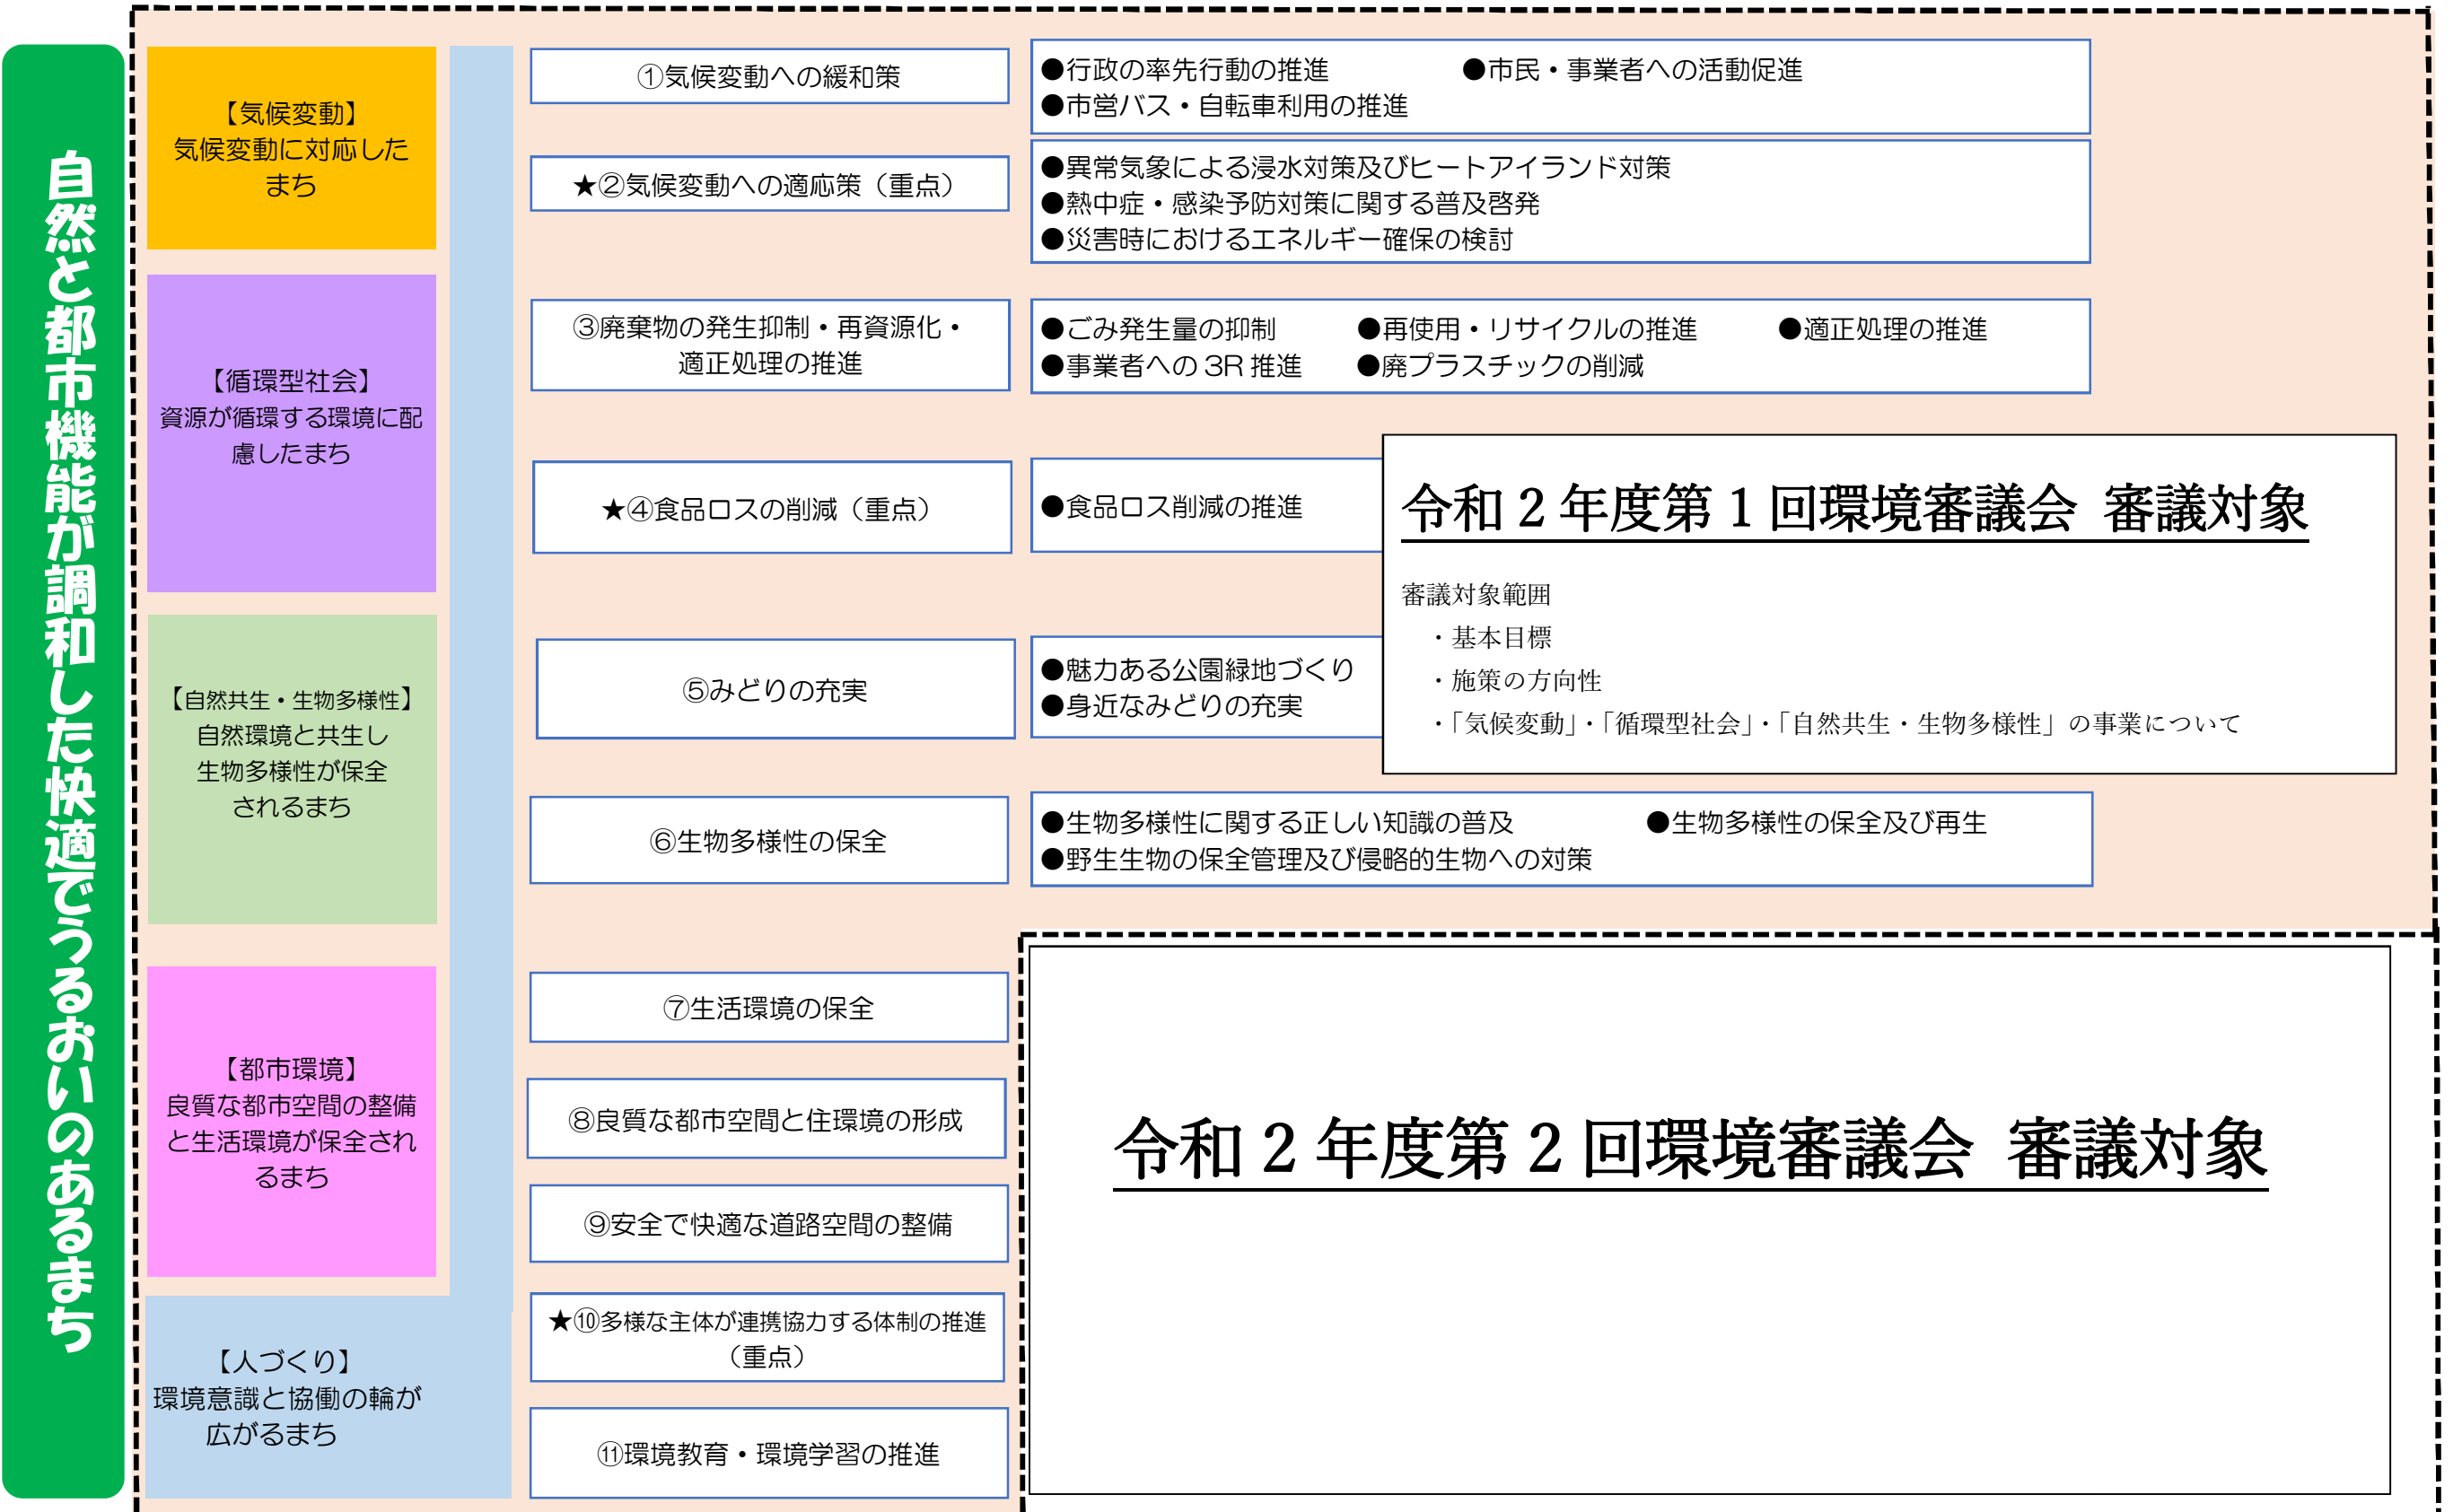 自然と都市機能が調和した快適でうるおいのあるまち
【気候変動】
気候変動に対応した
まち
①気候変動への緩和策
●行政の率先行動の推進 ●市民・事業者への活動促進
●市営バス・自転車利用の推進
★②気候変動への適応策（重点）
●異常気象による浸水対策及びヒートアイランド対策
●熱中症・感染予防対策に関する普及啓発
●災害時におけるエネルギー確保の検討
【循環型社会】
資源が循環する環境に配
慮したまち
③廃棄物の発生抑制・再資源化・
適正処理の推進
●ごみ発生量の抑制 ●再使用・リサイクルの推進 ●適正処理の推進
●事業者への 3R 推進 ●廃プラスチックの削減
★④食品ロスの削減（重点）
●食品ロス削減の推進
令和 2 年度第 1 回環境審議会 審議対象
審議対象範囲
・基本目標
・施策の方向性
・「気候変動」・「循環型社会」・「自然共生・生物多様性」の事業について
【自然共生・生物多様性】
自然環境と共生し
生物多様性が保全
されるまち
⑤みどりの充実
●魅力ある公園緑地づくり
●身近なみどりの充実
⑥生物多様性の保全
●生物多様性に関する正しい知識の普及 ●生物多様性の保全及び再生
●野生生物の保全管理及び侵略的生物への対策
【都市環境】
良質な都市空間の整備
と生活環境が保全され
るまち
⑦生活環境の保全
⑧良質な都市空間と住環境の形成
⑨安全で快適な道路空間の整備
令和 2 年度第 2 回環境審議会 審議対象
【人づくり】
環境意識と協働の輪が
広がるまち
★⑩多様な主体が連携協力する体制の推進
（重点）
⑪環境教育・環境学習の推進